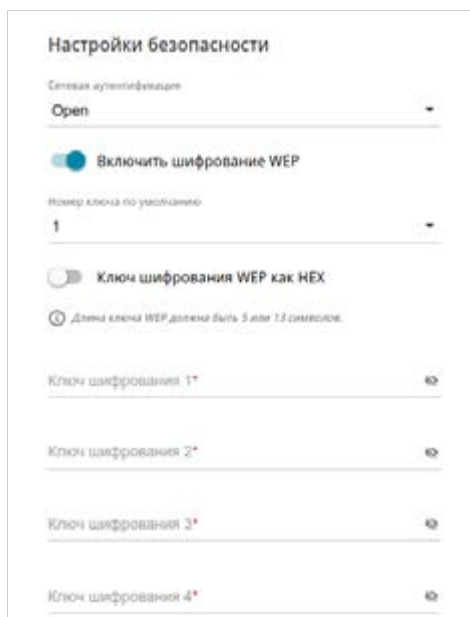 Настройки безопасности
Сетевая аутентификация
Open
Включить шифрование WEP
Номер ключа по умолчанию
1
Ключ шифрования WEP как HEX
Длина ключа WEP должна быть 5 или 13 символов.
Ключ шифрования 1*
Ключ шифрования 2*
Ключ шифрования 3*
Ключ шифрования 4*